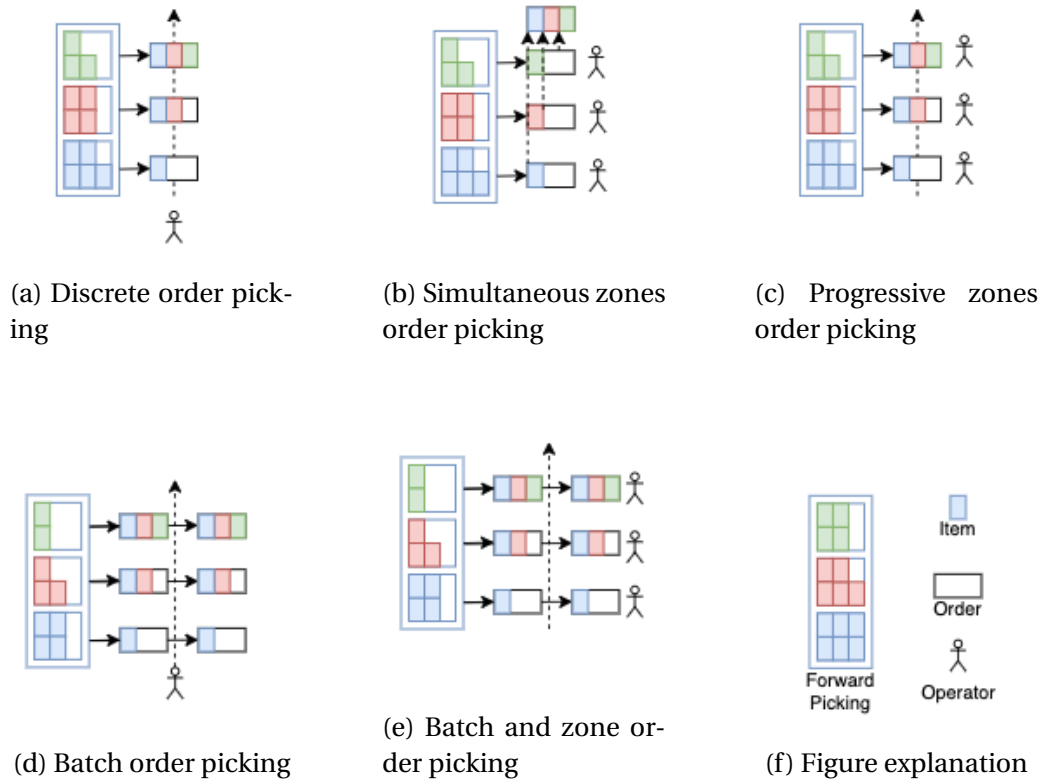 (a) Discrete order pick-
ing
(b) Simultaneous zones
order picking
(c) Progressive zones
order picking
(d) Batch order picking
(e) Batch and zone or-
der picking
Item
Order
Forward
Picking
Operator
(f) Figure explanation